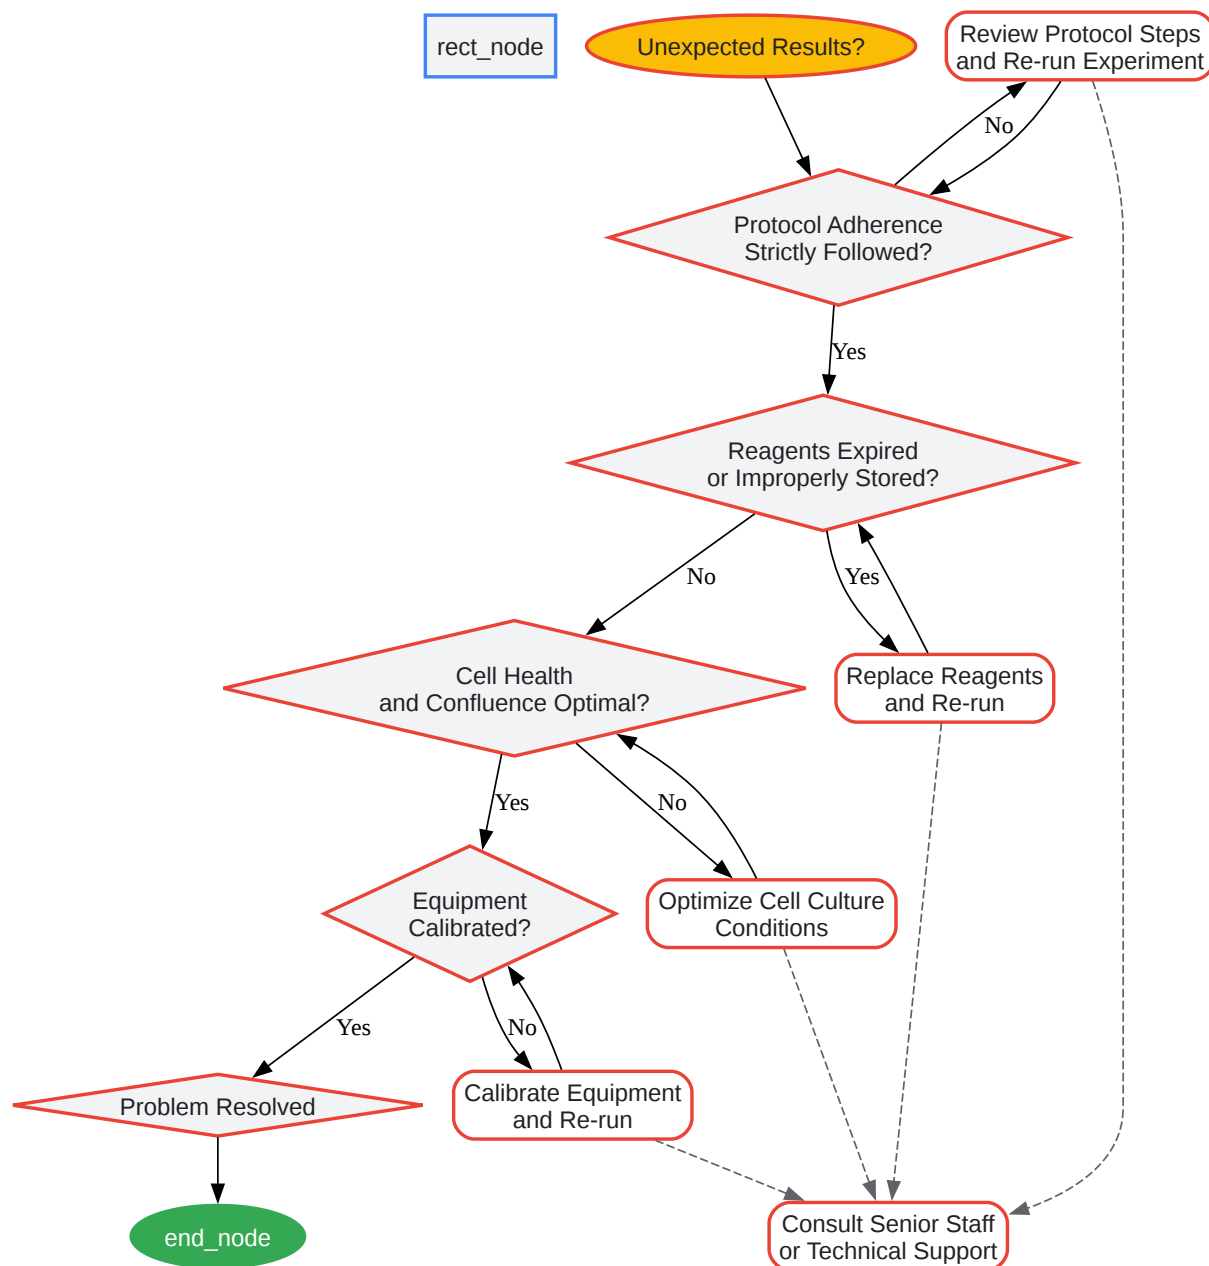 rect_node
Unexpected Results?
Review Protocol Steps
and Re-run Experiment
No
Protocol Adherence
Strictly Followed?
Yes
Reagents Expired
or Improperly Stored?
No
Yes
Cell Health
and Confluence Optimal?
Replace Reagents
and Re-run
Yes
No
Equipment
Calibrated?
Optimize Cell Culture
Conditions
Yes
No
Problem Resolved
Calibrate Equipment
and Re-run
end_node
Consult Senior Staff
or Technical Support